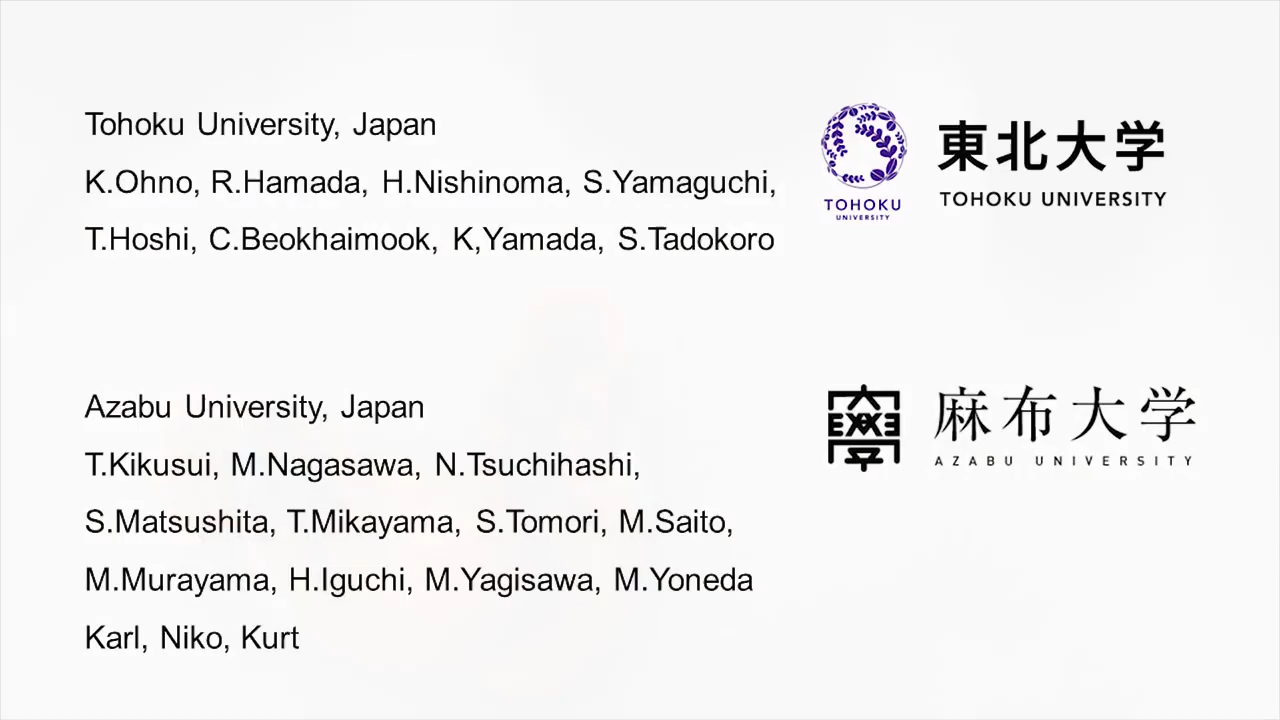 Tohoku University, Japan
K.Ohno, R.Hamada, H.Nishinoma, S.Yamaguchi,
T.Hoshi, C.Beokhaimook, K,Yamada, S.Tadokoro
TOHOKU
UNIVERSITY
東北大学
TOHOKU UNIVERSITY
Azabu University, Japan
T.Kikusui, M.Nagasawa, N.Tsuchihashi,
S.Matsushita, T.Mikayama, S.Tomori, M.Saito,
M.Murayama, H.Iguchi, M.Yagisawa, M.Yoneda
Karl, Niko, Kurt
麻布大学
AZABU UNIVERSITY